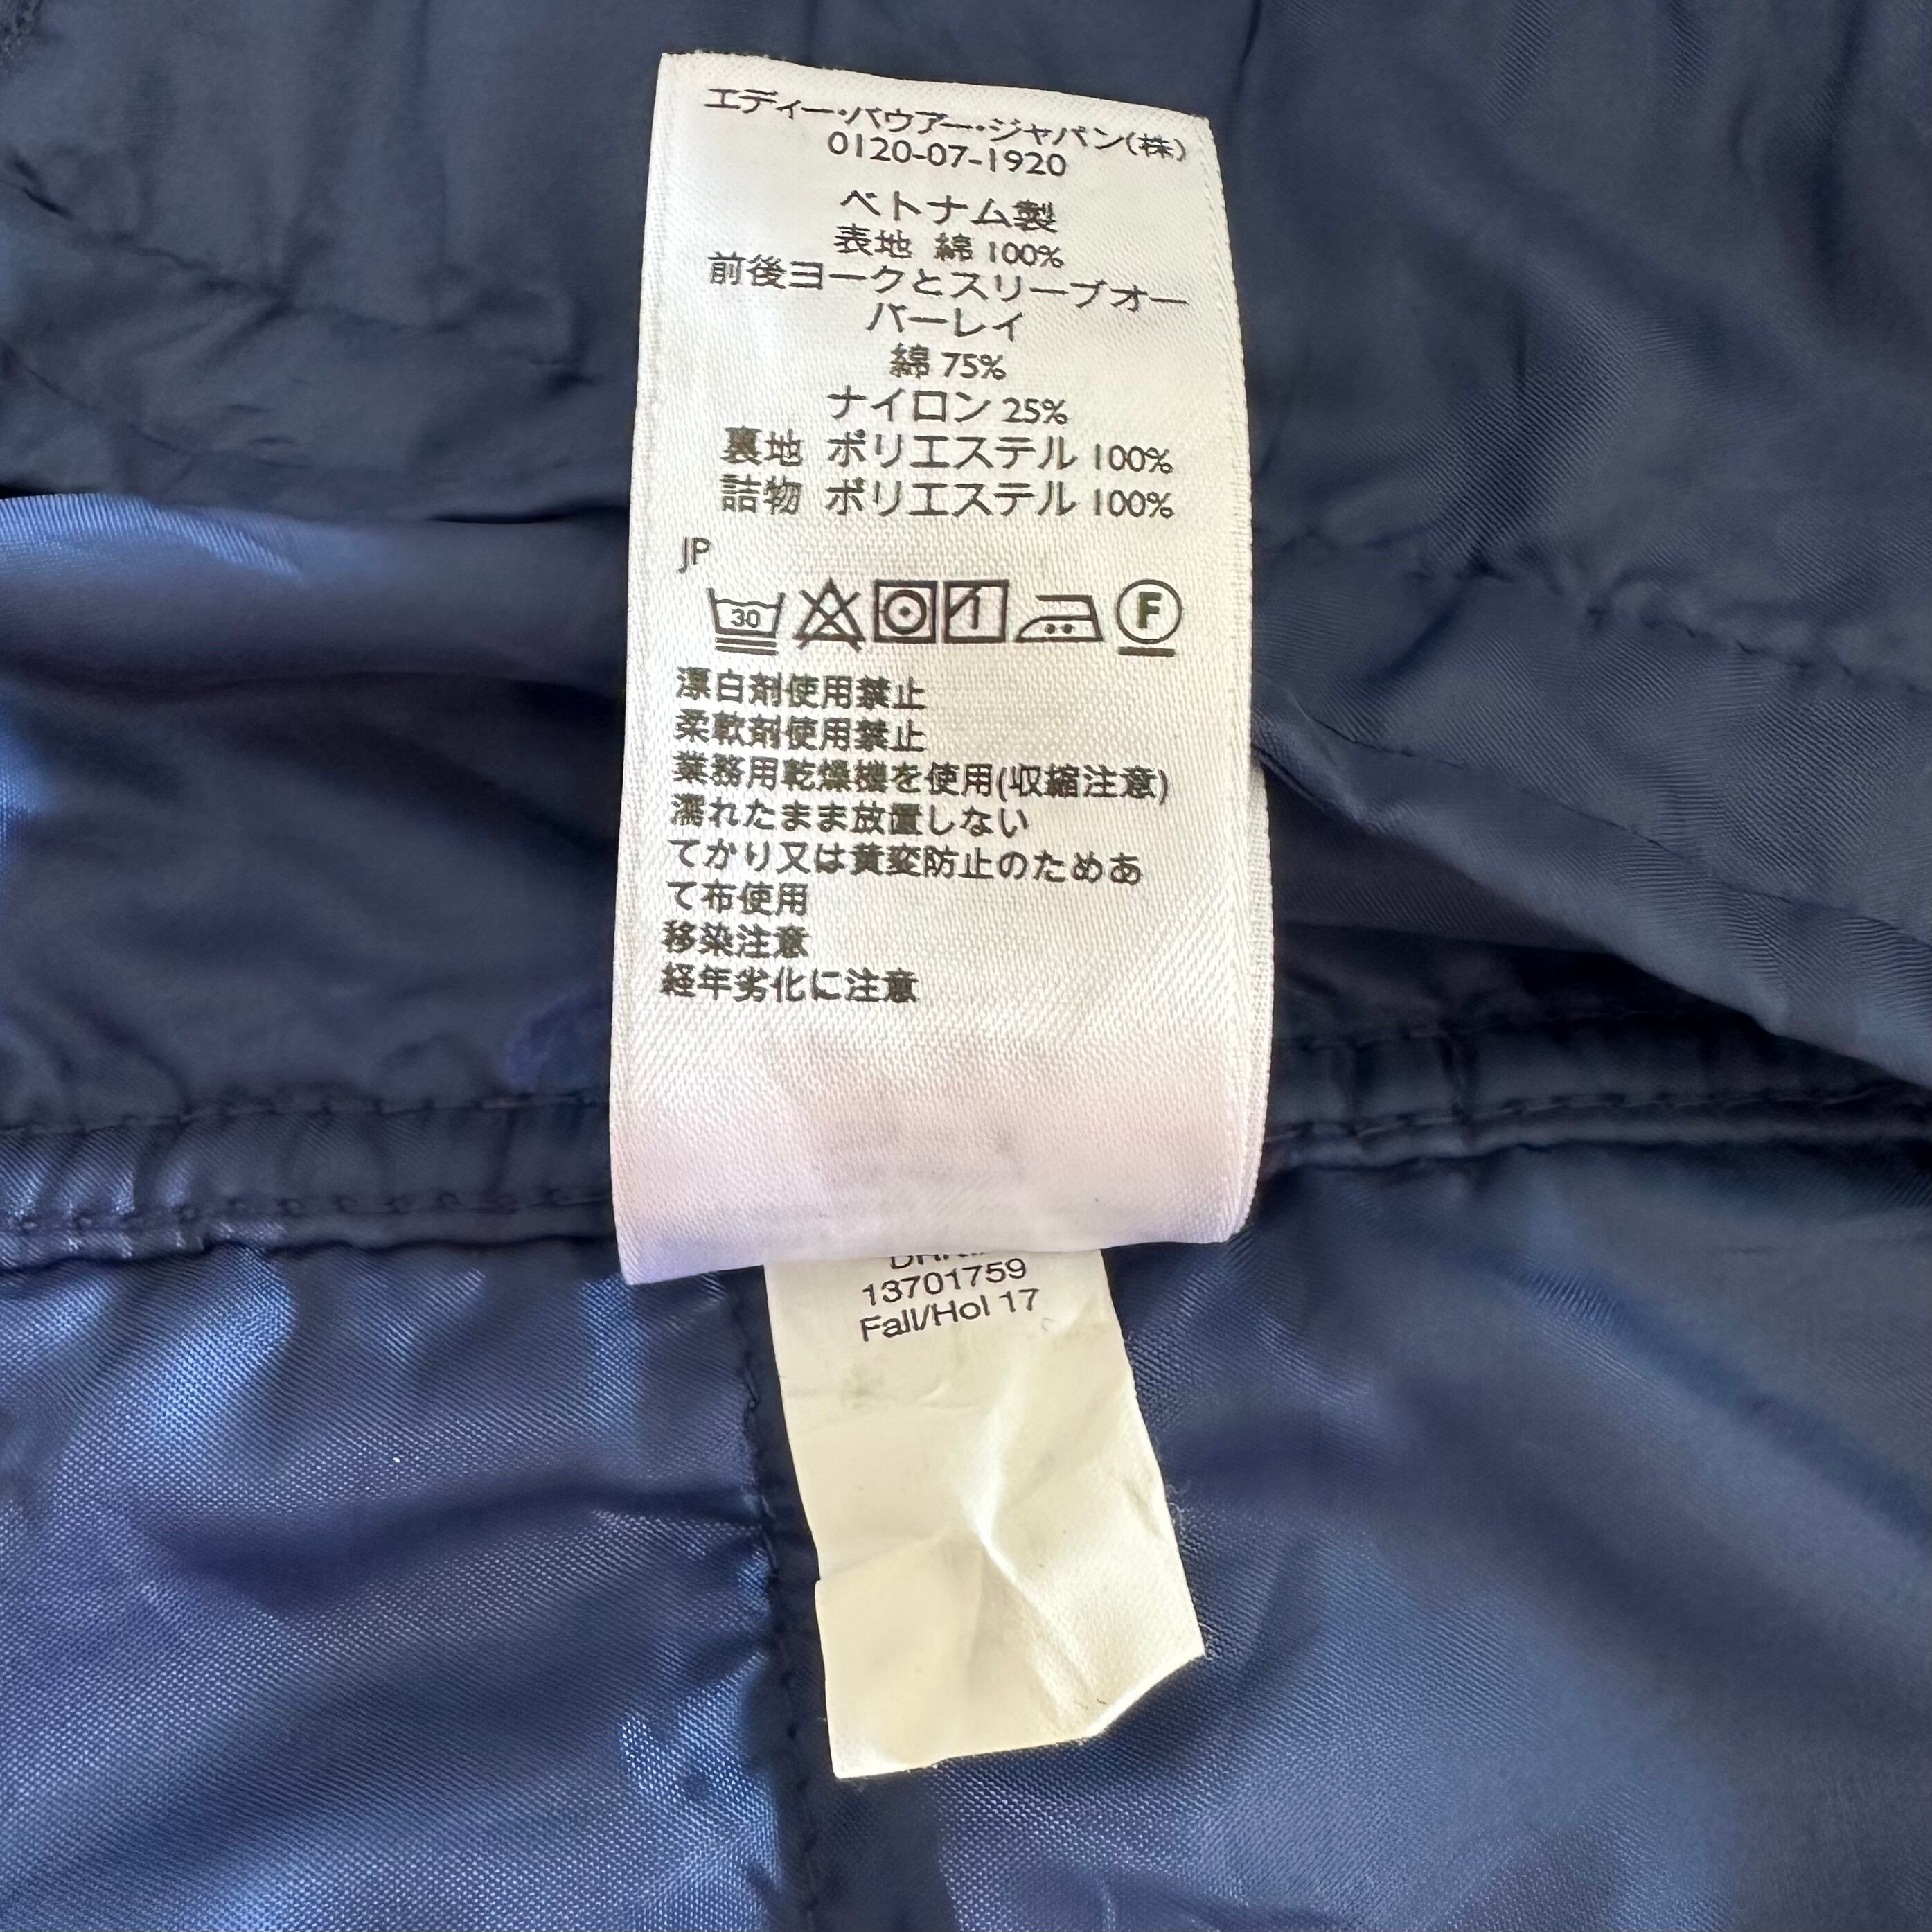 エディー・バウアー・ジャパン(株)
0120-07-1920
ベトナム製
表地 綿 100%
前後ヨークとスリーブオー
バーレイ
綿 75%
ナイロン 25%
裏地 ポリエステル 100%
詰物 ポリエステル 100%
JP
30 F
漂白剤使用禁止
柔軟剤使用禁止
業務用乾燥機を使用(収縮注意)
濡れたまま放置しない
てかり又は黄変防止のためあ
て布使用
移染注意
経年劣化に注意
13701759
Fall/Hol 17